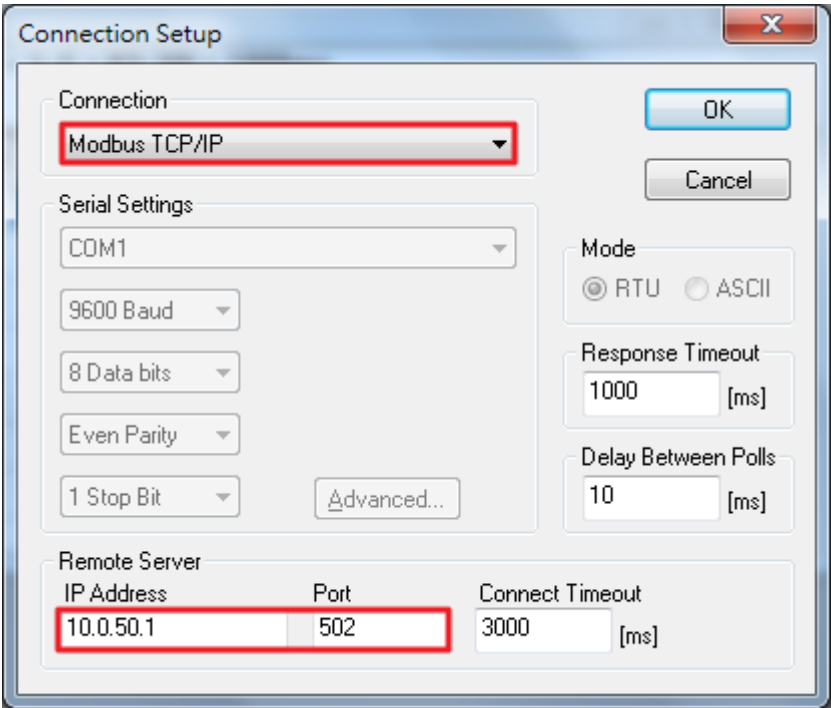 Connection Setup
Connection
Modbus TCP/IP
OK
Cancel
Serial Settings
COM1
Mode
RTU ASCII
9600 Baud
8 Data bits
Response Timeout
1000 [ms]
Even Parity
Delay Between Polls
1 Stop Bit
Advanced...
10 [ms]
Remote Server
IP Address Port Connect Timeout
10.0.50.1 502 3000 [ms]